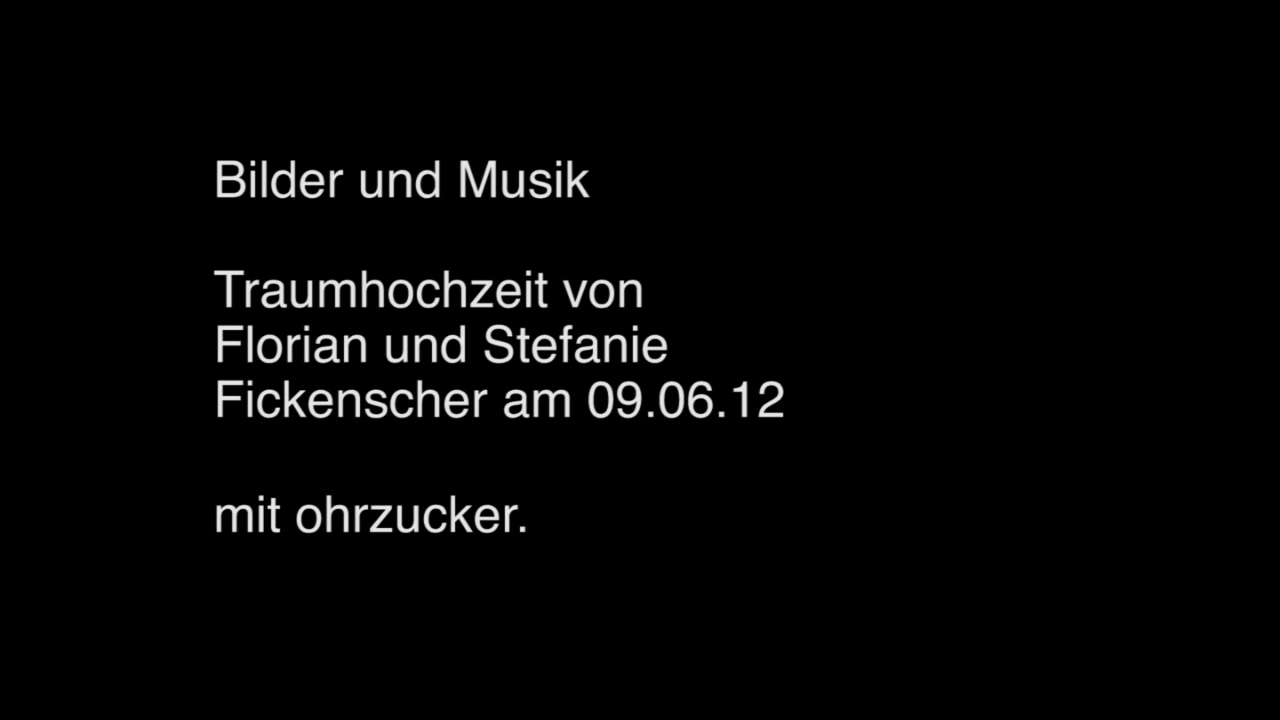 Bilder und Musik
Traumhochzeit von
Florian und Stefanie
Fickenscher am 09.06.12
mit ohrzucker.